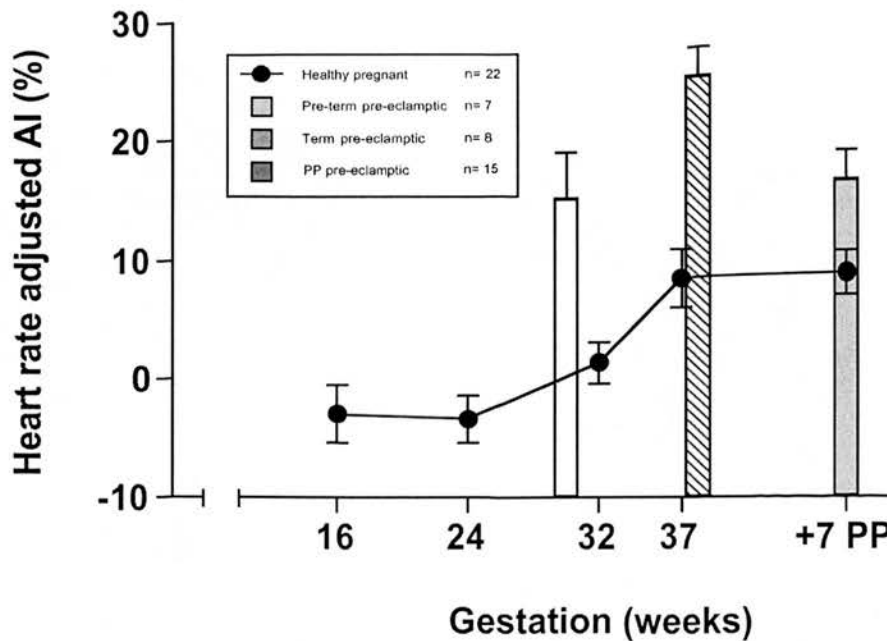 Heart rate adjusted AI (%)
30
20
10
0
-10
Healthy pregnant n= 22
Pre-term pre-eclamptic n= 7
Term pre-eclamptic n= 8
PP pre-eclamptic n= 15
16 24 32 37 +7 PP
Gestation (weeks)